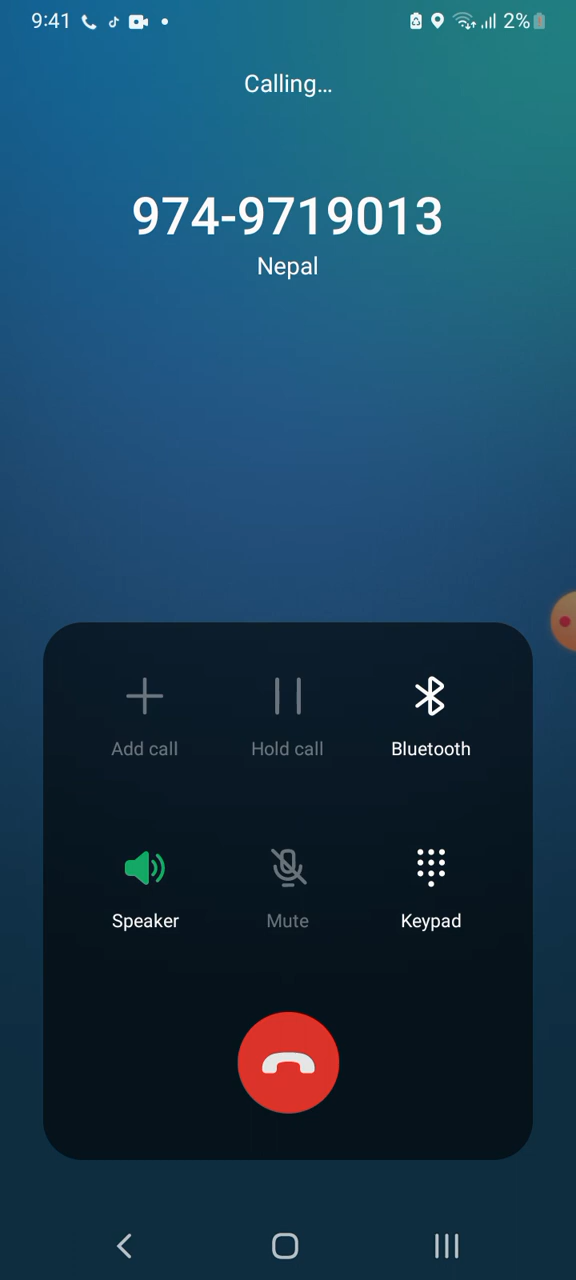 9:41 2%
Calling...
974-9719013
Nepal
Add call Hold call Bluetooth
Speaker Mute Keypad